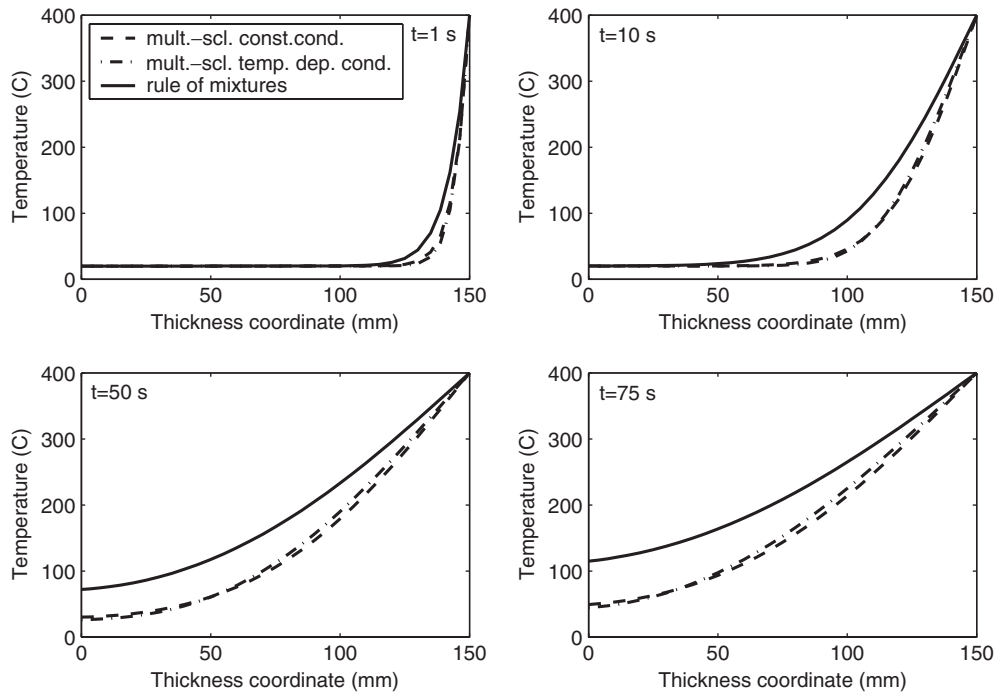 400
300
200
100
0
Temperature (C)
mult.−scl. const.cond.
mult.−scl. temp. dep. cond.
rule of mixtures
t=1 s
0 50 100 150
Thickness coordinate (mm)
400
300
200
100
0
Temperature (C)
t=10 s
0 50 100 150
Thickness coordinate (mm)
400
300
200
100
0
Temperature (C)
t=50 s
0 50 100 150
Thickness coordinate (mm)
400
300
200
100
0
Temperature (C)
t=75 s
0 50 100 150
Thickness coordinate (mm)